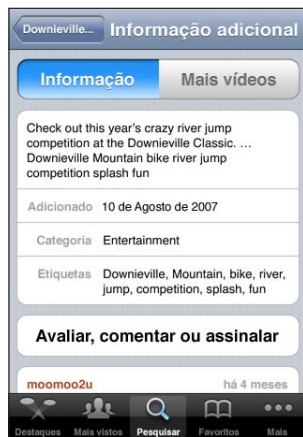 Downieville...
Informação adicional
Informação
Mais vídeos
Check out this year's crazy river jump
competition at the Downieville Classic. ...
Downieville Mountain bike river jump
competition splash fun
Adicionado 10 de Agosto de 2007
Categoria Entertainment
Etiquetas Downieville, Mountain, bike, river,
jump, competition, splash, fun
Avaliar, comentar ou assinalar
moomoo2u há 4 meses
Destaques Mais vistos Pesquisar Favoritos Mais